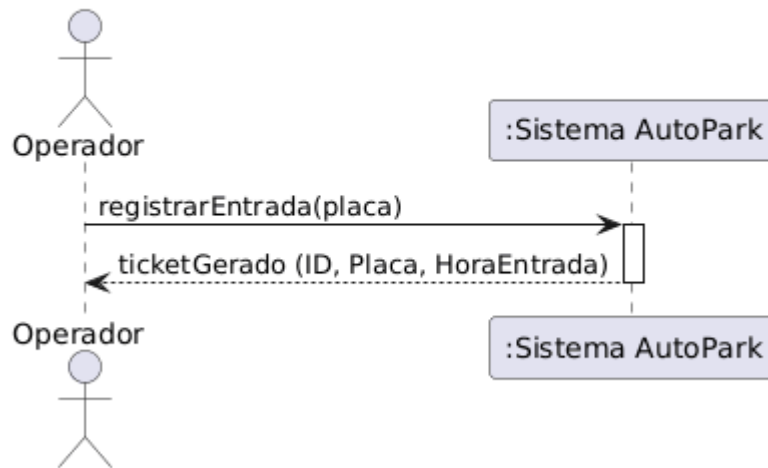 Operador
:Sistema AutoPark
registrarEntrada(placa)
ticketGerado (ID, Placa, HoraEntrada)
Operador
:Sistema AutoPark